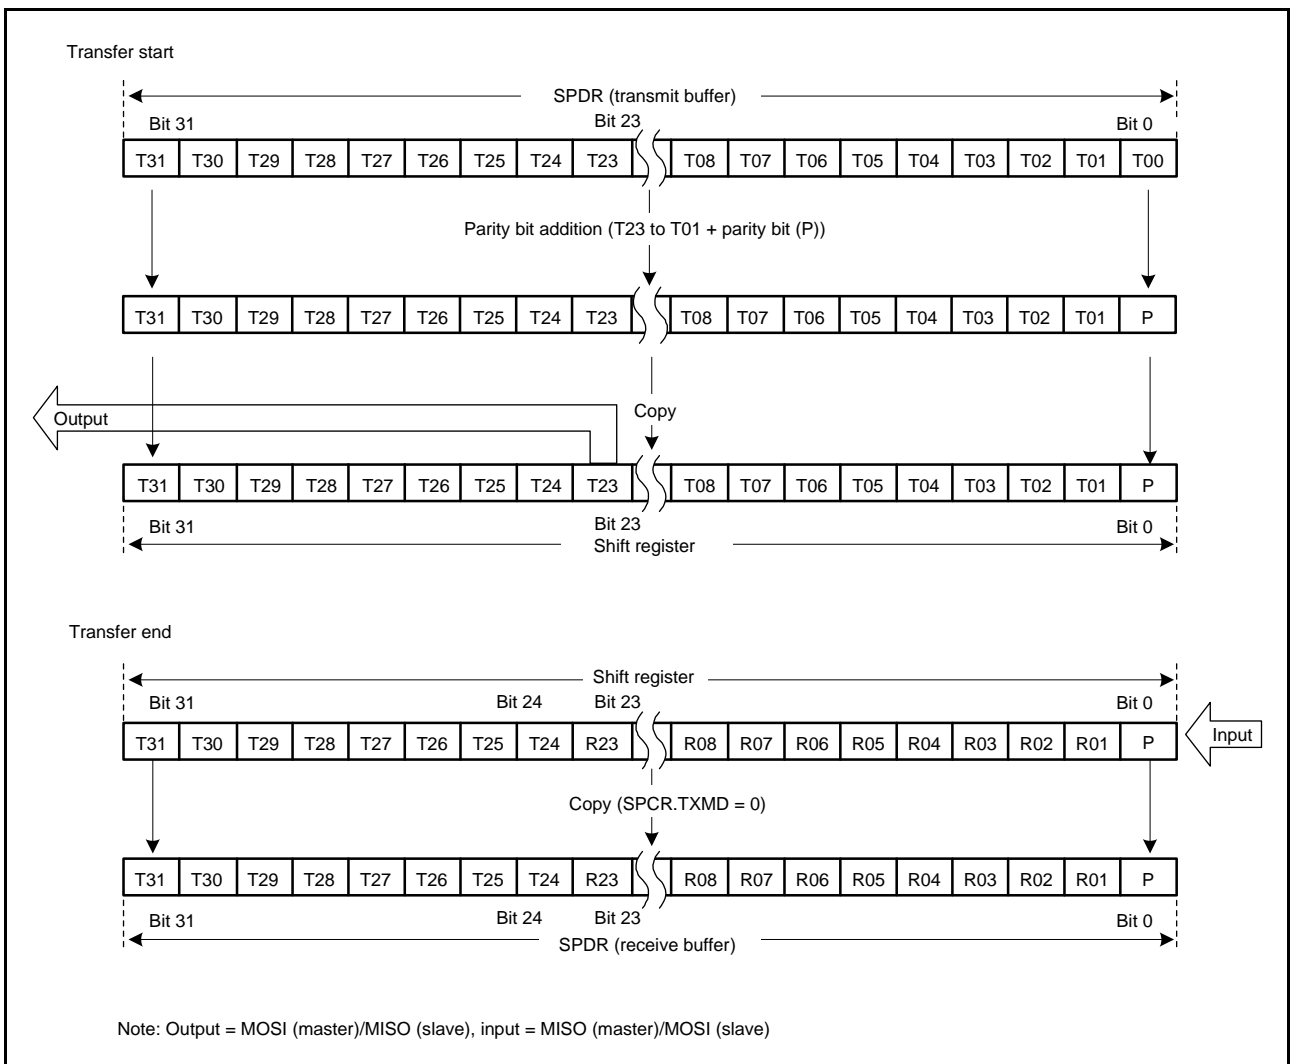 Transfer start
SPDR (transmit buffer)
Bit 31 Bit 23 Bit 0
T31 T30 T29 T28 T27 T26 T25 T24 T23 T08 T07 T06 T05 T04 T03 T02 T01 T00
Parity bit addition (T23 to T01 + parity bit (P))
T31 T30 T29 T28 T27 T26 T25 T24 T23 T08 T07 T06 T05 T04 T03 T02 T01 P
Output Copy
T31 T30 T29 T28 T27 T26 T25 T24 T23 T08 T07 T06 T05 T04 T03 T02 T01 P
Bit 31 Bit 23 Bit 0
Shift register
Transfer end
Shift register
Bit 31 Bit 24 Bit 23 Bit 0
T31 T30 T29 T28 T27 T26 T25 T24 R23 R08 R07 R06 R05 R04 R03 R02 R01 P Input
Copy (SPCR.TXMD = 0)
T31 T30 T29 T28 T27 T26 T25 T24 R23 R08 R07 R06 R05 R04 R03 R02 R01 P
Bit 31 Bit 24 Bit 23 Bit 0
SPDR (receive buffer)
Note: Output = MOSI (master)/MISO (slave), input = MISO (master)/MOSI (slave)